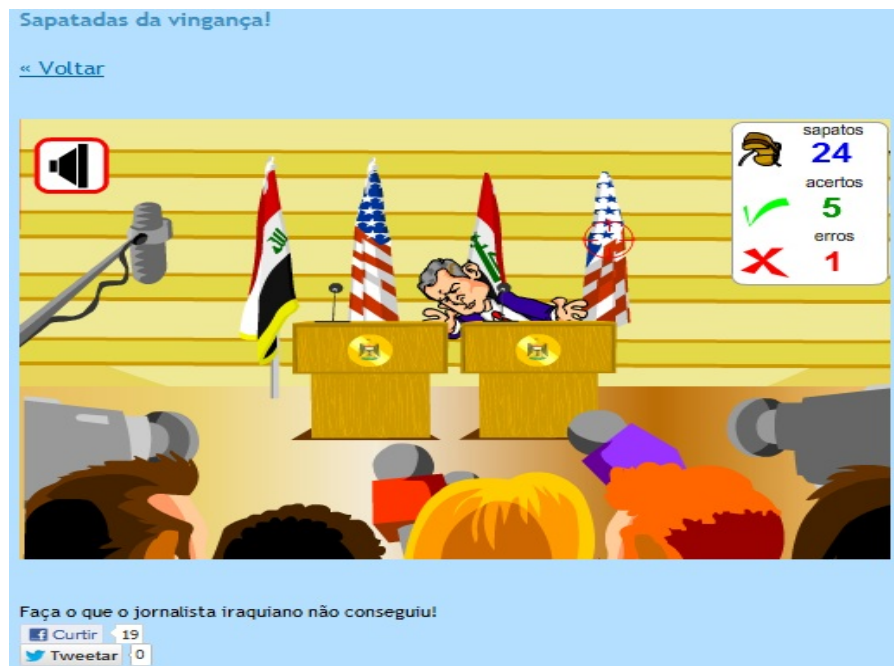 Sapatadas da vingança!
« Voltar
sapatos
24
acertos
5
erros
1
Faça o que o jornalista iraquiano não conseguiu!
Curtir 19
Tweetar 0